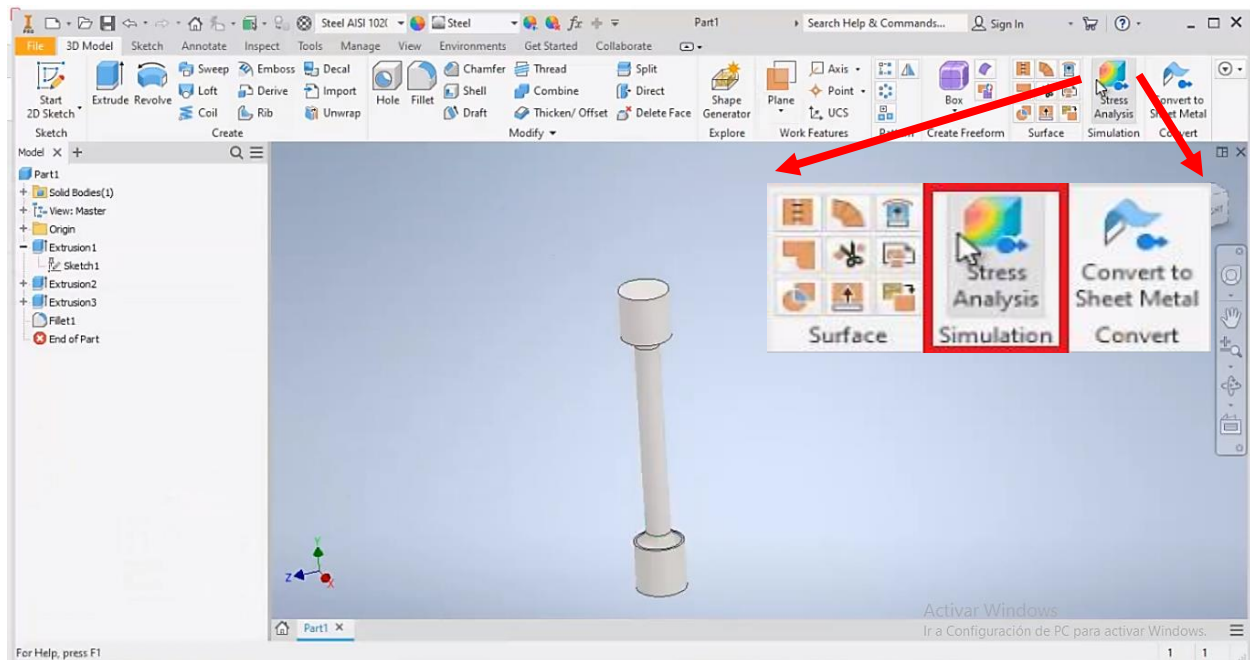 Steel AISI 102( Steel fx Part1 Search Help & Commands... Sign In
File 3D Model Sketch Annotate Inspect Tools Manage View Environments Get Started Collaborate
Sweep Emboss Decal Chamfer Thread Split Axis
Start 2D Sketch Extrude Revolve Loft Derive Import Hole Fillet Shell Combine Direct Shape Generator Plane Point Box Stress Analysis Convert to Sheet Metal
Coil Rib Unwrap Draft Thicken/ Offset Delete Face UCS
Sketch Create Modify Explore Work Features Create Freeform Surface Simulation
Model X +
Part1
Solid Bodies(1)
View: Master
Origin
Extrusion1
Sketch1
Extrusion2
Extrusion3
Fillet1
End of Part
Stress
Analysis
Convert to
Sheet Metal
Surface Simulation Convert
Y
Z X
Part1 X
Activar Windows
Ir a Configuración de PC para activar Windows.
For Help, press F1 1 1